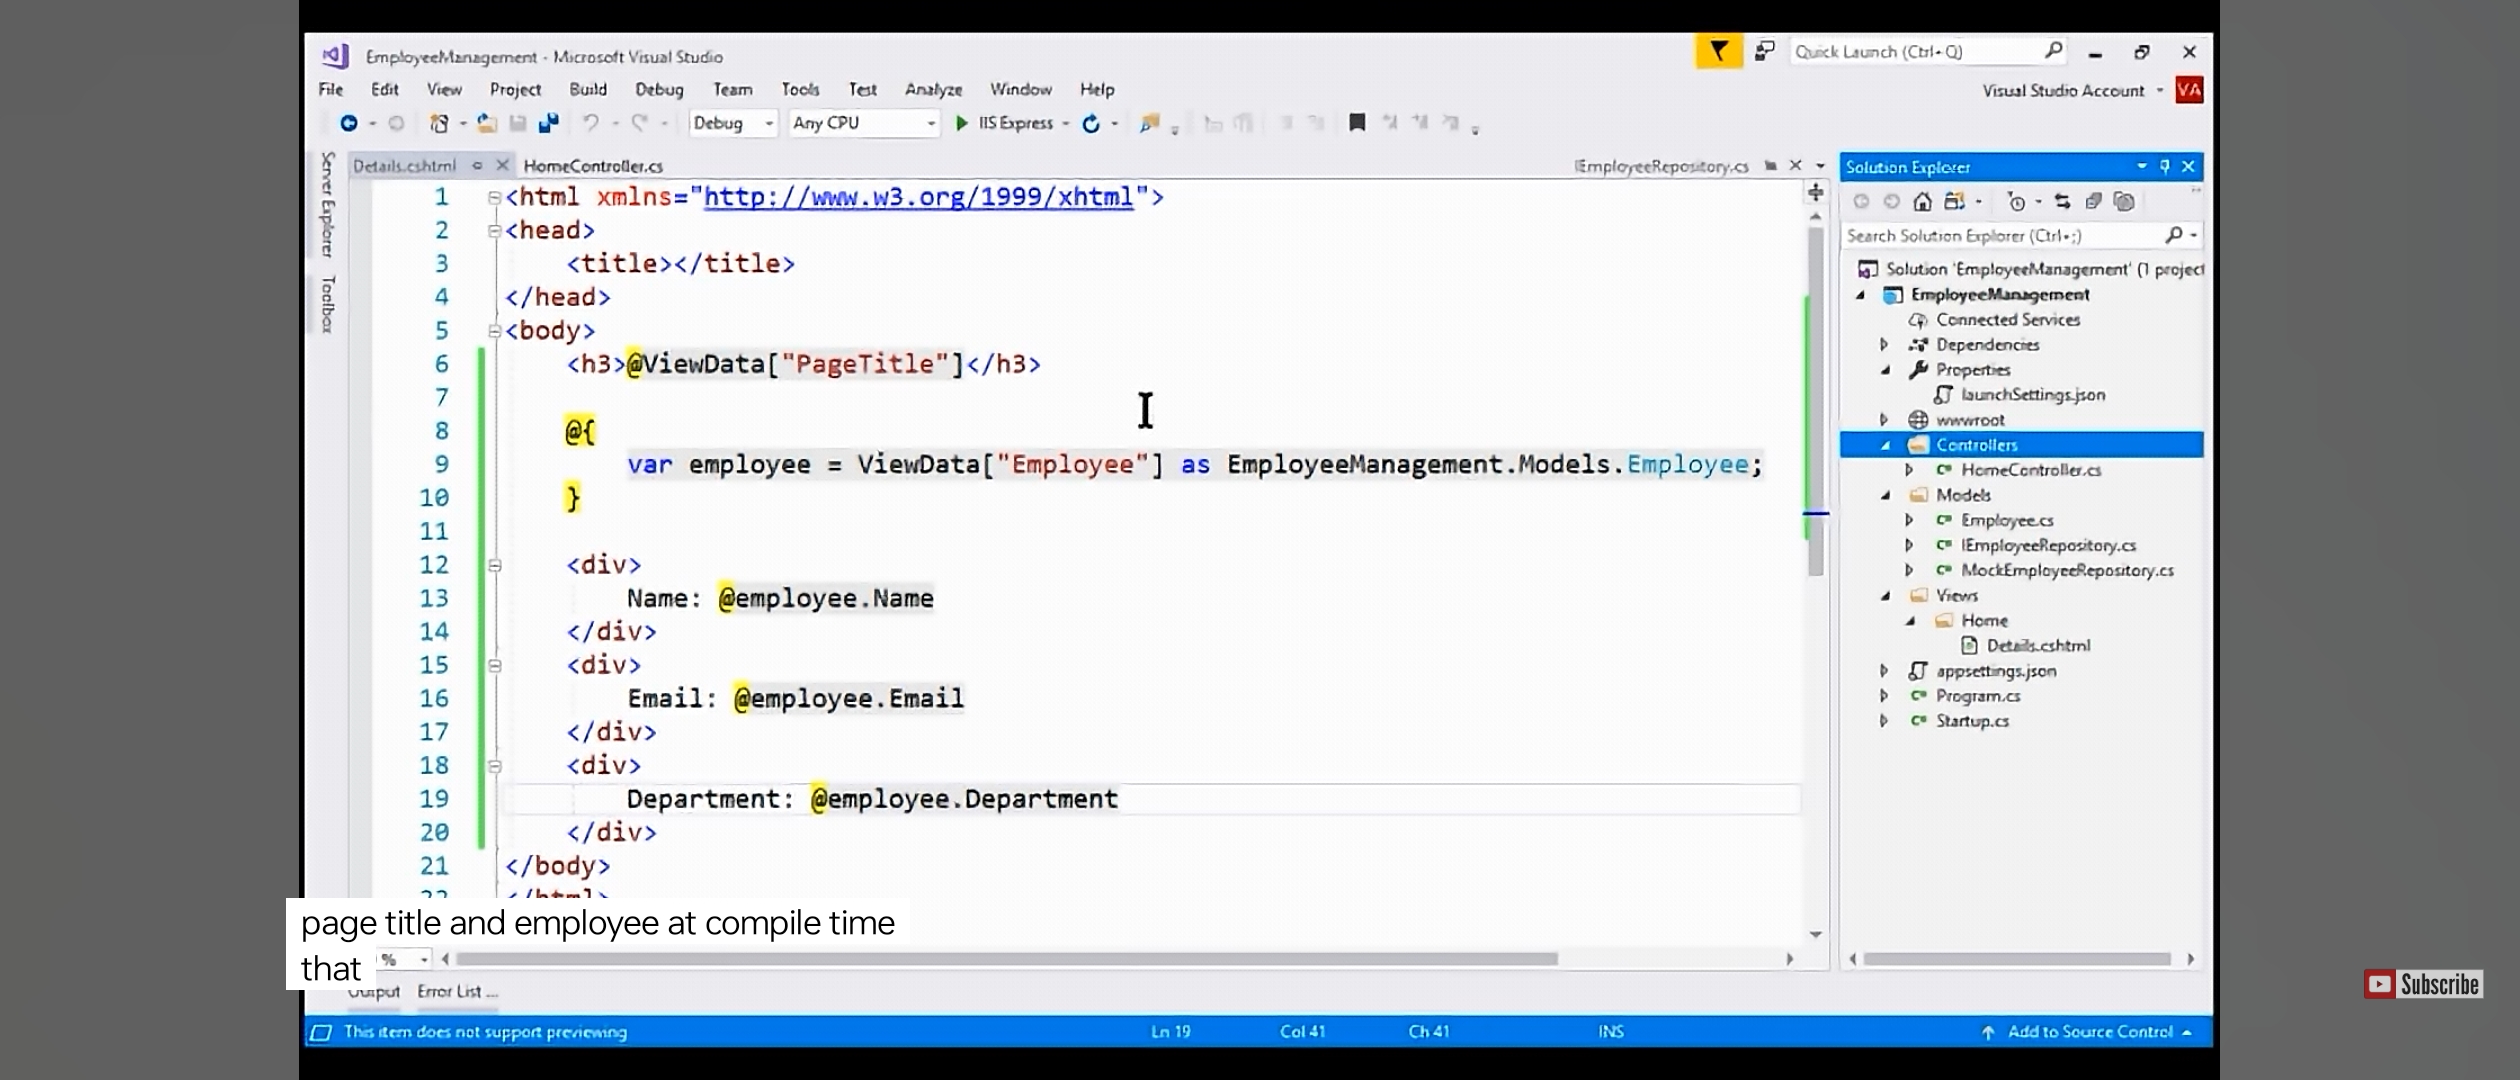 EmployeeManagement - Microsoft Visual Studio
Quick Launch (Ctrl+Q)
File Edit View Project Build Debug Team Tools Test Analyze Window Help
Visual Studio Account VA
Debug Any CPU IIS Express
Server Explorer
Toolbox
Details.cshtml HomeController.cs IEmployeeRepository.cs
1 <html xmlns="http://www.w3.org/1999/xhtml">
2 <head>
3 <title></title>
4 </head>
5 <body>
6 <h3>@ViewData["PageTitle"]</h3>
7
8 @{
9 var employee = ViewData["Employee"] as EmployeeManagement.Models.Employee;
10 }
11
12 <div>
13 Name: @employee.Name
14 </div>
15 <div>
16 Email: @employee.Email
17 </div>
18 <div>
19 Department: @employee.Department
20 </div>
21 </body>
22 </html>
Solution Explorer
Search Solution Explorer (Ctrl+;)
Solution 'EmployeeManagement' (1 project
EmployeeManagement
Connected Services
Dependencies
Properties
launchSettings.json
wwwroot
Controllers
C# HomeController.cs
Models
C# Employee.cs
C# IEmployeeRepository.cs
C# MockEmployeeRepository.cs
Views
Home
Details.cshtml
appsettings.json
C# Program.cs
C# Startup.cs
page title and employee at compile time
that
%
Output Error List ...
Subscribe
This item does not support previewing Ln 19 Col 41 Ch 41 INS Add to Source Control